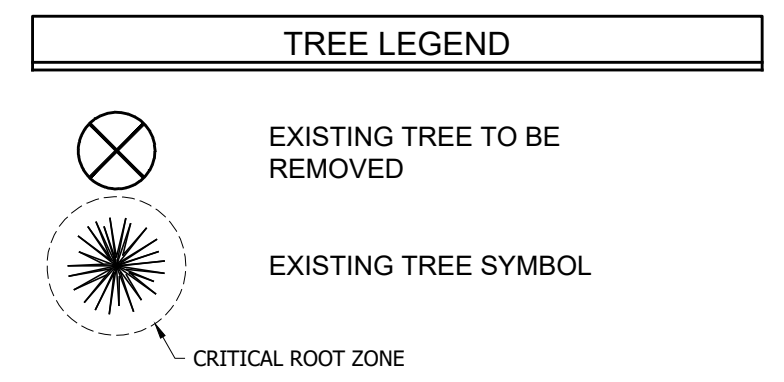 TREE LEGEND
EXISTING TREE TO BE
REMOVED
EXISTING TREE SYMBOL
CRITICAL ROOT ZONE